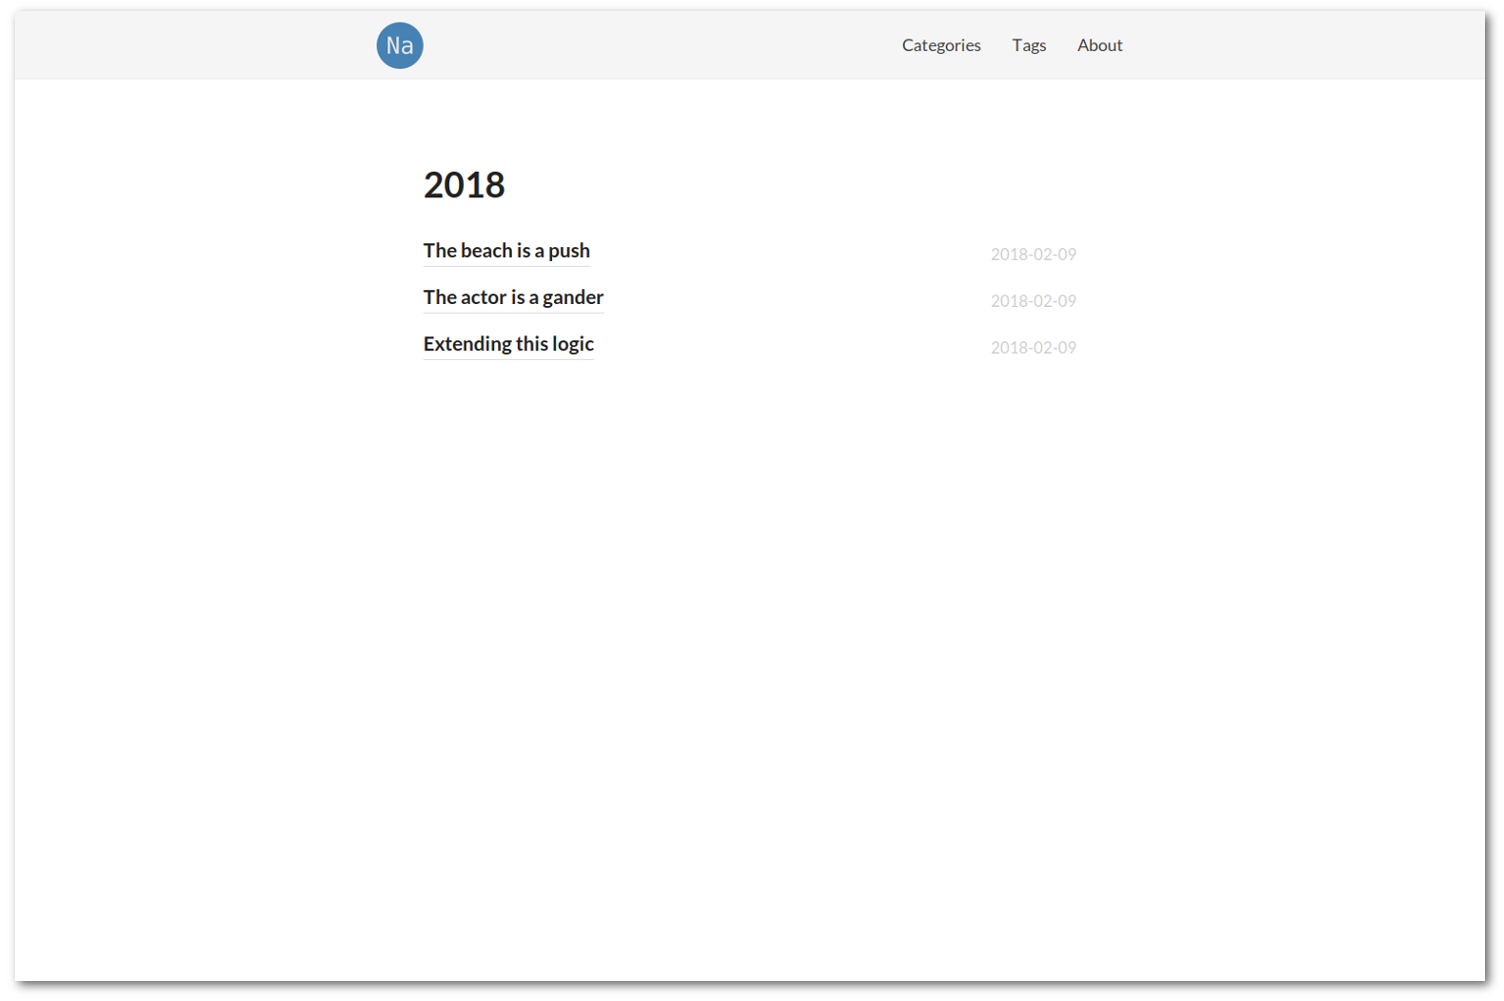 Na
Categories Tags About
2018
The beach is a push 2018-02-09
The actor is a gander 2018-02-09
Extending this logic 2018-02-09